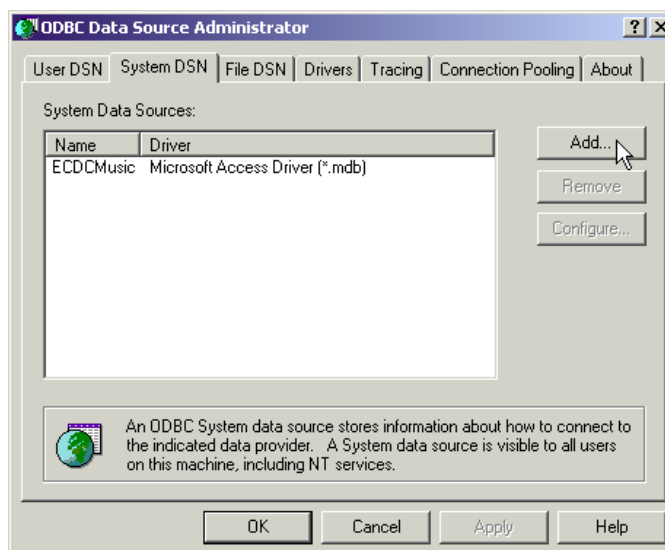 ODBC Data Source Administrator
User DSN System DSN File DSN Drivers Tracing Connection Pooling About
System Data Sources:
Name Driver
ECDCMusic Microsoft Access Driver (*.mdb)
Add...
Remove
Configure...
An ODBC System data source stores information about how to connect to
the indicated data provider. A System data source is visible to all users
on this machine, including NT services.
OK Cancel Apply Help